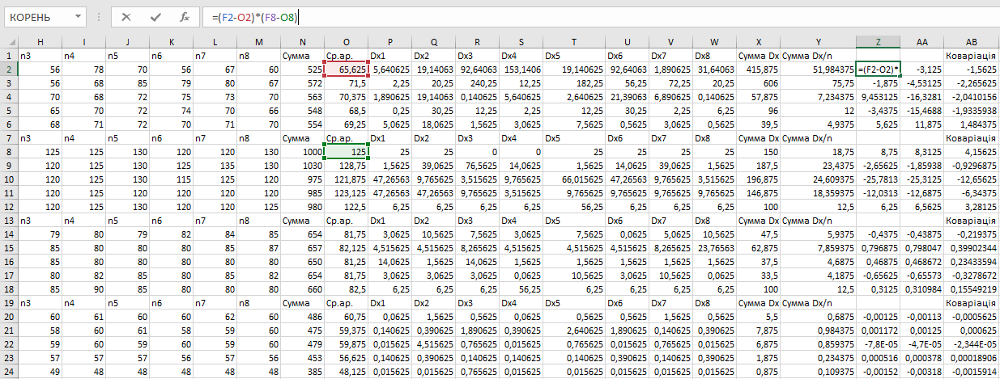 КОРЕНЬ fx =(F2-O2)*(F8-O8)
H I J K L M N O P Q R S T U V W X Y Z AA AB
1 n3 n4 n5 n6 n7 n8 Сумма Ср.ар. Dx1 Dx2 Dx3 Dx4 Dx5 Dx6 Dx7 Dx8 Сумма Dx Сумма Dx/n Коваріація
2 56 78 70 56 67 60 525 65,625 5,640625 19,14063 92,64063 153,1406 19,140625 92,64063 1,890625 31,64063 415,875 51,984375 =(F2-O2)* -3,125 -1,5625
3 56 68 85 79 80 67 572 71,5 2,25 20,25 240,25 12,25 182,25 56,25 72,25 20,25 606 75,75 -1,875 -4,53125 -2,265625
4 70 68 72 75 73 70 563 70,375 1,890625 19,14063 0,140625 5,640625 2,640625 21,39063 6,890625 0,140625 57,875 7,234375 9,453125 -16,3281 -2,0410156
5 65 70 72 74 70 66 548 68,5 0,25 30,25 12,25 2,25 12,25 30,25 2,25 6,25 96 12 -3,4375 -15,4688 -1,9335938
6 68 71 72 70 71 70 554 69,25 5,0625 18,0625 1,5625 3,0625 7,5625 0,5625 3,0625 0,5625 39,5 4,9375 5,625 11,875 1,484375
7 n3 n4 n5 n6 n7 n8 Сумма Ср.ар. Dx1 Dx2 Dx3 Dx4 Dx5 Dx6 Dx7 Dx8 Сумма Dx Сумма Dx/n Коваріація
8 125 125 130 120 120 130 1000 125 25 25 0 0 25 25 25 25 150 18,75 8,75 8,3125 4,15625
9 120 125 130 125 135 130 1030 128,75 1,5625 39,0625 76,5625 14,0625 1,5625 14,0625 39,0625 1,5625 187,5 23,4375 -2,65625 -1,85938 -0,9296875
10 120 125 130 115 125 120 975 121,875 47,26563 9,765625 3,515625 9,765625 66,015625 47,26563 9,765625 3,515625 196,875 24,609375 -25,7813 -25,3125 -12,65625
11 120 125 130 120 120 120 985 123,125 47,26563 47,26563 9,765625 3,515625 9,765625 9,765625 9,765625 9,765625 146,875 18,359375 -12,0313 -12,6875 -6,34375
12 120 125 130 120 120 125 980 122,5 6,25 6,25 6,25 6,25 56,25 6,25 6,25 6,25 100 12,5 6,25 6,5625 3,28125
13 n3 n4 n5 n6 n7 n8 Сумма Ср.ар. Dx1 Dx2 Dx3 Dx4 Dx5 Dx6 Dx7 Dx8 Сумма Dx Сумма Dx/n Коваріація
14 79 80 79 82 84 85 654 81,75 3,0625 10,5625 7,5625 3,0625 7,5625 0,0625 5,0625 10,5625 47,5 5,9375 -0,4375 -0,43875 -0,219375
15 85 80 80 80 85 87 657 82,125 4,515625 4,515625 8,265625 4,515625 4,515625 4,515625 8,265625 23,76563 62,875 7,859375 0,796875 0,798047 0,39902344
16 85 80 80 80 80 80 650 81,25 14,0625 1,5625 14,0625 1,5625 1,5625 1,5625 1,5625 1,5625 37,5 4,6875 0,46875 0,468672 0,23433594
17 80 82 85 80 85 82 654 81,75 3,0625 3,0625 3,0625 0,0625 10,5625 3,0625 10,5625 0,0625 33,5 4,1875 -0,65625 -0,65573 -0,3278672
18 85 90 85 80 80 80 660 82,5 6,25 6,25 6,25 56,25 6,25 6,25 6,25 6,25 100 12,5 0,3125 0,310984 0,15549219
19 n3 n4 n5 n6 n7 n8 Сумма Ср.ар. Dx1 Dx2 Dx3 Dx4 Dx5 Dx6 Dx7 Dx8 Сумма Dx Сумма Dx/n Коваріація
20 60 61 60 60 62 60 486 60,75 0,0625 1,5625 0,5625 0,0625 0,5625 0,5625 1,5625 0,5625 5,5 0,6875 -0,00125 -0,00113 -0,0005625
21 58 60 61 58 59 60 475 59,375 0,140625 0,390625 1,890625 0,390625 2,640625 1,890625 0,140625 0,390625 7,875 0,984375 0,001172 0,00125 0,000625
22 59 60 59 60 59 60 479 59,875 0,015625 4,515625 0,765625 0,015625 0,765625 0,015625 0,765625 0,015625 6,875 0,859375 -7,8E-05 -4,7E-05 -2,344E-05
23 57 57 56 57 56 56 453 56,625 0,140625 0,390625 0,140625 0,140625 0,140625 0,390625 0,140625 0,390625 1,875 0,234375 0,000516 0,000378 0,00018906
24 49 48 48 48 48 48 385 48,125 0,015625 0,015625 0,765625 0,015625 0,015625 0,015625 0,015625 0,015625 0,875 0,109375 -0,00152 -0,00318 -0,0015914